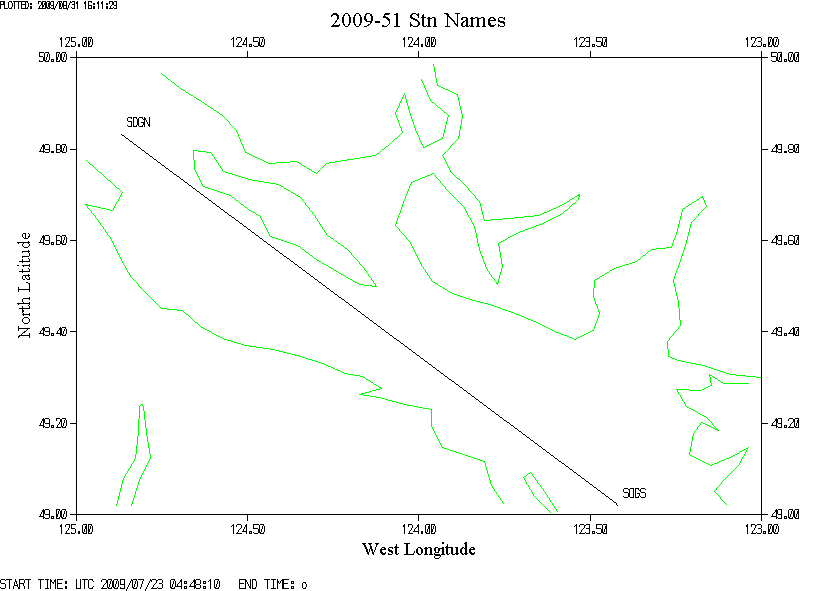 PLOTTED: 2009/08/31 16:11:29
2009-51 Stn Names
125.00 124.50 124.00 123.50 123.00
50.00 50.00
SOGN
49.80 49.80
49.60 49.60
North Latitude
49.40 49.40
49.20 49.20
SOGS
49.00 49.00
125.00 124.50 124.00 123.50 123.00
West Longitude
START TIME: UTC 2009/07/23 04:48:10 END TIME: o